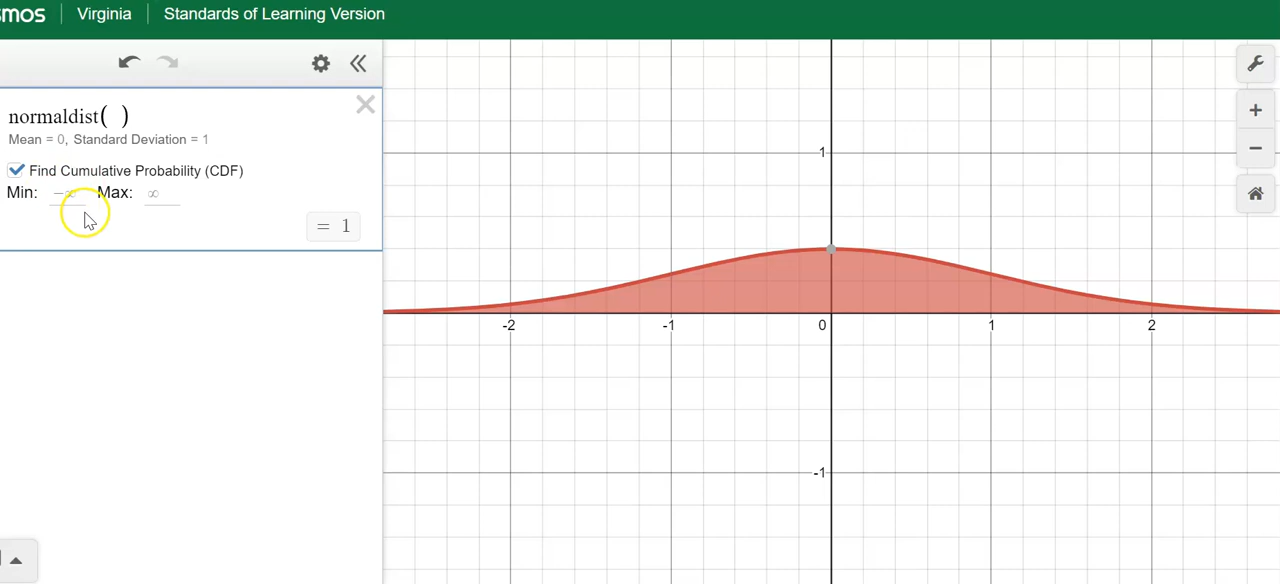 mos | Virginia | Standards of Learning Version
normaldist( )
Mean = 0, Standard Deviation = 1
Find Cumulative Probability (CDF)
Min: -∞ Max: ∞
= 1
1
-2 -1 0 1 2
-1